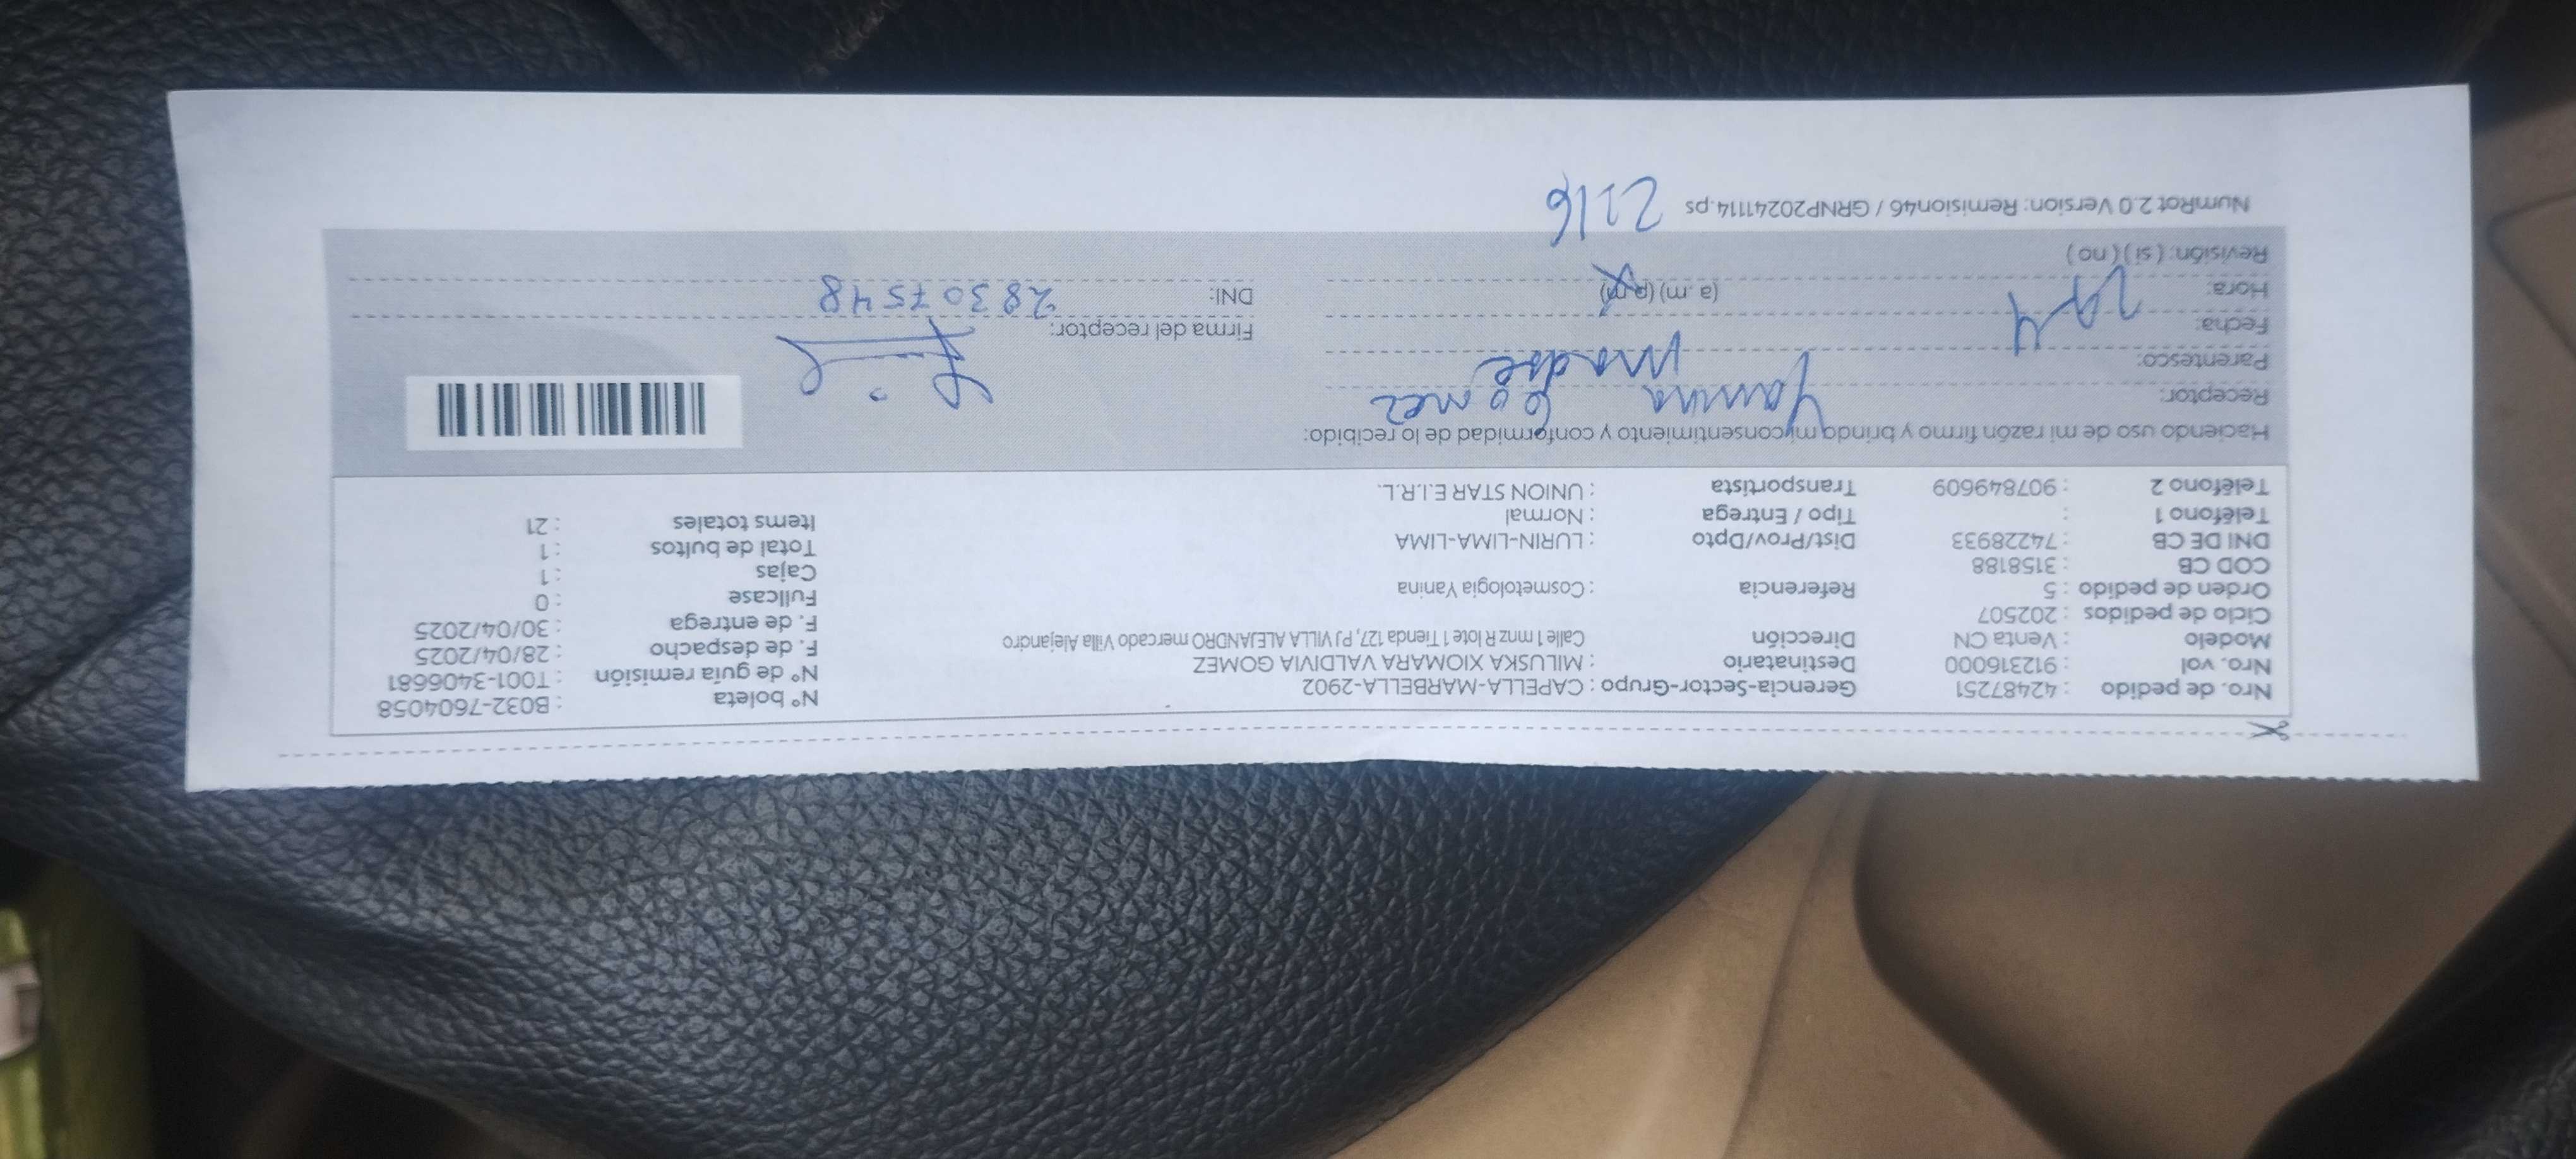 Nro. de pedido : 42487251 Gerencia-Sector-Grupo : CAPELLA-MARBELLA-2902 N° boleta : B032-7604058
Nro. vol : 912316000 Destinatario : MILUSKA XIOMARA VALDIVIA GOMEZ N° de guía remisión : T001-3406681
Modelo : Venta CN Dirección Calle 1 mnz R lote 1 Tienda 127, PJ VILLA ALEJANDRO mercado Villa Alejandro F. de despacho : 28/04/2025
Ciclo de pedidos : 202507 F. de entrega : 30/04/2025
Orden de pedido : 5 Referencia : Cosmetologia Yanina Fullcase : 0
COD CB : 3158188 Cajas : 1
DNI DE CB : 74228933 Dist/Prov/Dpto : LURIN-LIMA-LIMA Total de bultos : 1
Teléfono 1 : Tipo / Entrega : Normal Items totales : 21
Teléfono 2 : 907849609 Transportista : UNION STAR E.I.R.L.
Haciendo uso de mi razón firmo y brindo mi consentimiento y conformidad de lo recibido:
Receptor: Yanina Gomez
Parentesco: madre
Fecha: 29 4 Firma del receptor:
Hora: (a.m) (p.m) DNI: 28307548
Revisión: ( si ) ( no )
NumRot 2.0 Version: Remision46 / GRNP20241114.ps 2216